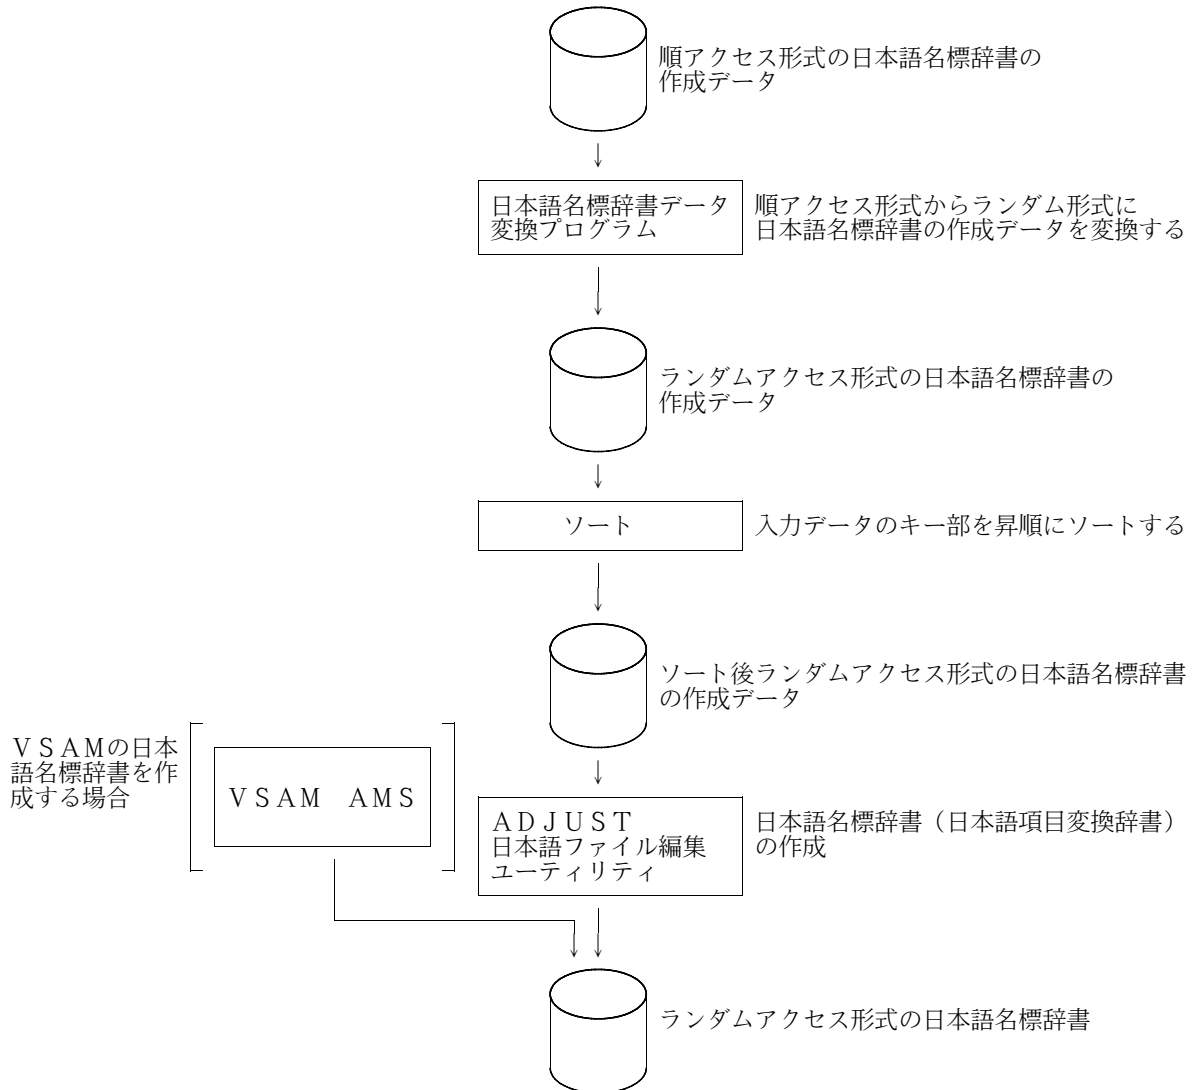 順アクセス形式の日本語名標辞書の
作成データ
日本語名標辞書データ
変換プログラム
順アクセス形式からランダム形式に
日本語名標辞書の作成データを変換する
ランダムアクセス形式の日本語名標辞書の
作成データ
ソート
入力データのキー部を昇順にソートする
ソート後ランダムアクセス形式の日本語名標辞書
の作成データ
ＶＳＡＭの日本
語名標辞書を作
成する場合
ＶＳＡＭ　ＡＭＳ
ＡＤＪＵＳＴ
日本語ファイル編集
ユーティリティ
日本語名標辞書（日本語項目変換辞書）
の作成
ランダムアクセス形式の日本語名標辞書